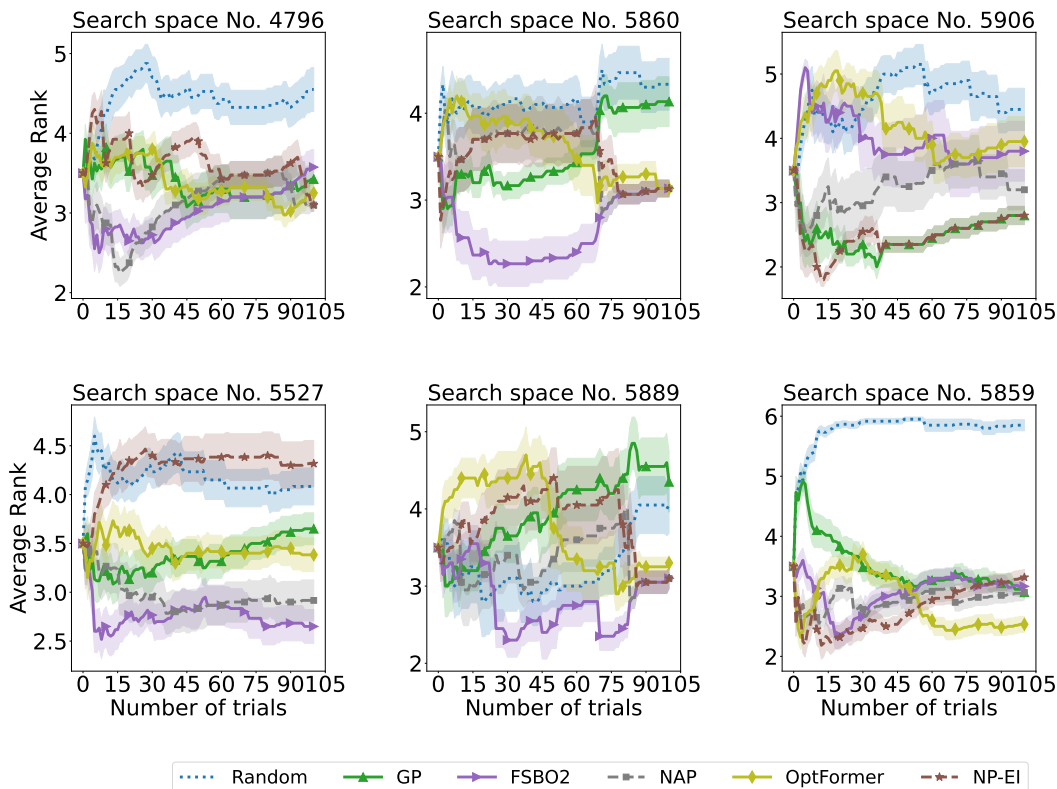 Search space No. 4796
Search space No. 5860
Search space No. 5906
Average Rank
5
4
3
2
0 15 30 45 60 75 90105
4
3
2
0 15 30 45 60 75 90105
5
4
3
2
0 15 30 45 60 75 90105
Search space No. 5527
Search space No. 5889
Search space No. 5859
Average Rank
4.5
4.0
3.5
3.0
2.5
0 15 30 45 60 75 90105
Number of trials
5
4
3
2
0 15 30 45 60 75 90105
Number of trials
6
5
4
3
2
0 15 30 45 60 75 90105
Number of trials
Random GP FSBO2 NAP OptFormer NP-EI